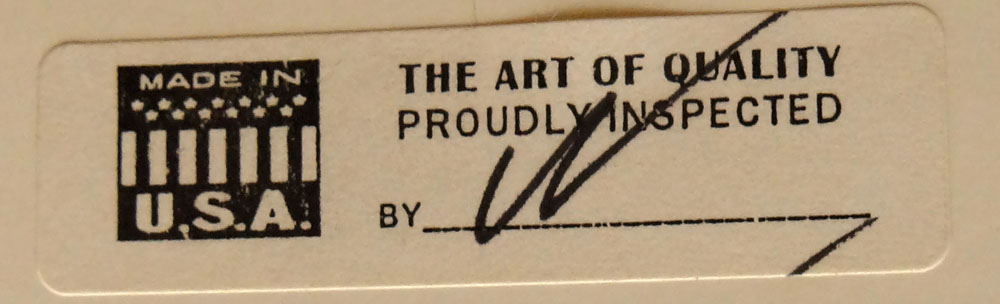 MADE IN
U.S.A.
THE ART OF QUALITY
PROUDLY INSPECTED
BY